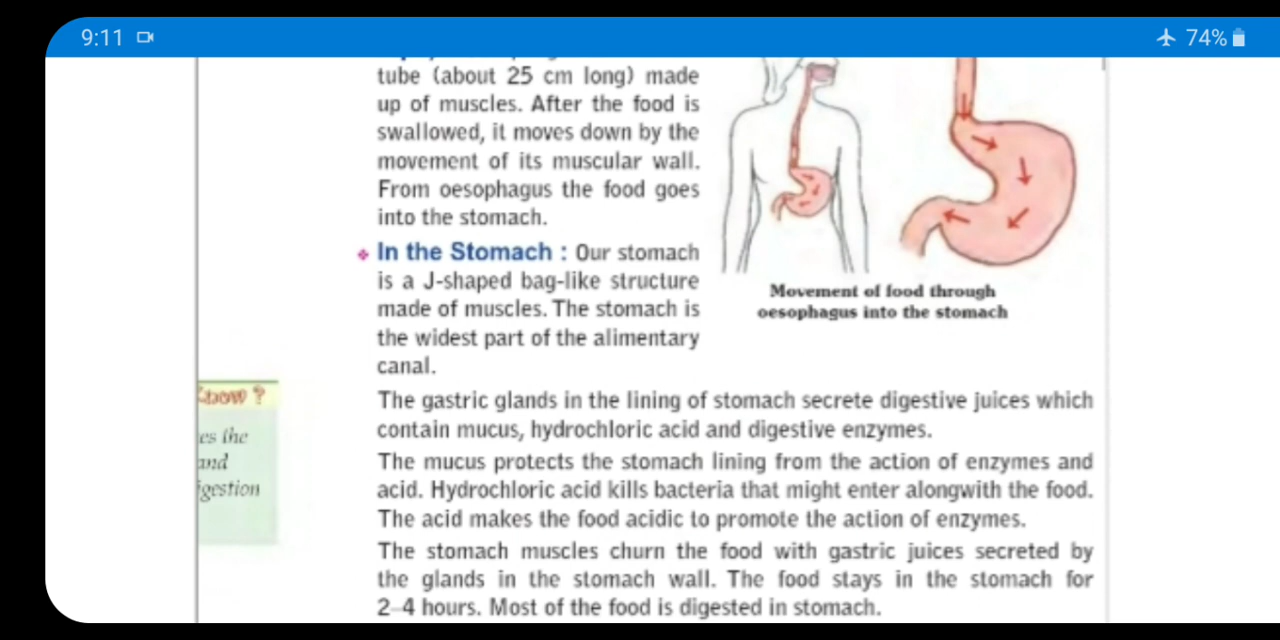 9:11
74%
tube (about 25 cm long) made
up of muscles. After the food is
swallowed, it moves down by the
movement of its muscular wall.
From oesophagus the food goes
into the stomach.
In the Stomach : Our stomach
is a J-shaped bag-like structure
made of muscles. The stomach is
the widest part of the alimentary
canal.
Movement of food through
oesophagus into the stomach
The gastric glands in the lining of stomach secrete digestive juices which
contain mucus, hydrochloric acid and digestive enzymes.
The mucus protects the stomach lining from the action of enzymes and
acid. Hydrochloric acid kills bacteria that might enter alongwith the food.
The acid makes the food acidic to promote the action of enzymes.
The stomach muscles churn the food with gastric juices secreted by
the glands in the stomach wall. The food stays in the stomach for
2–4 hours. Most of the food is digested in stomach.
know ?
es the
and
igestion